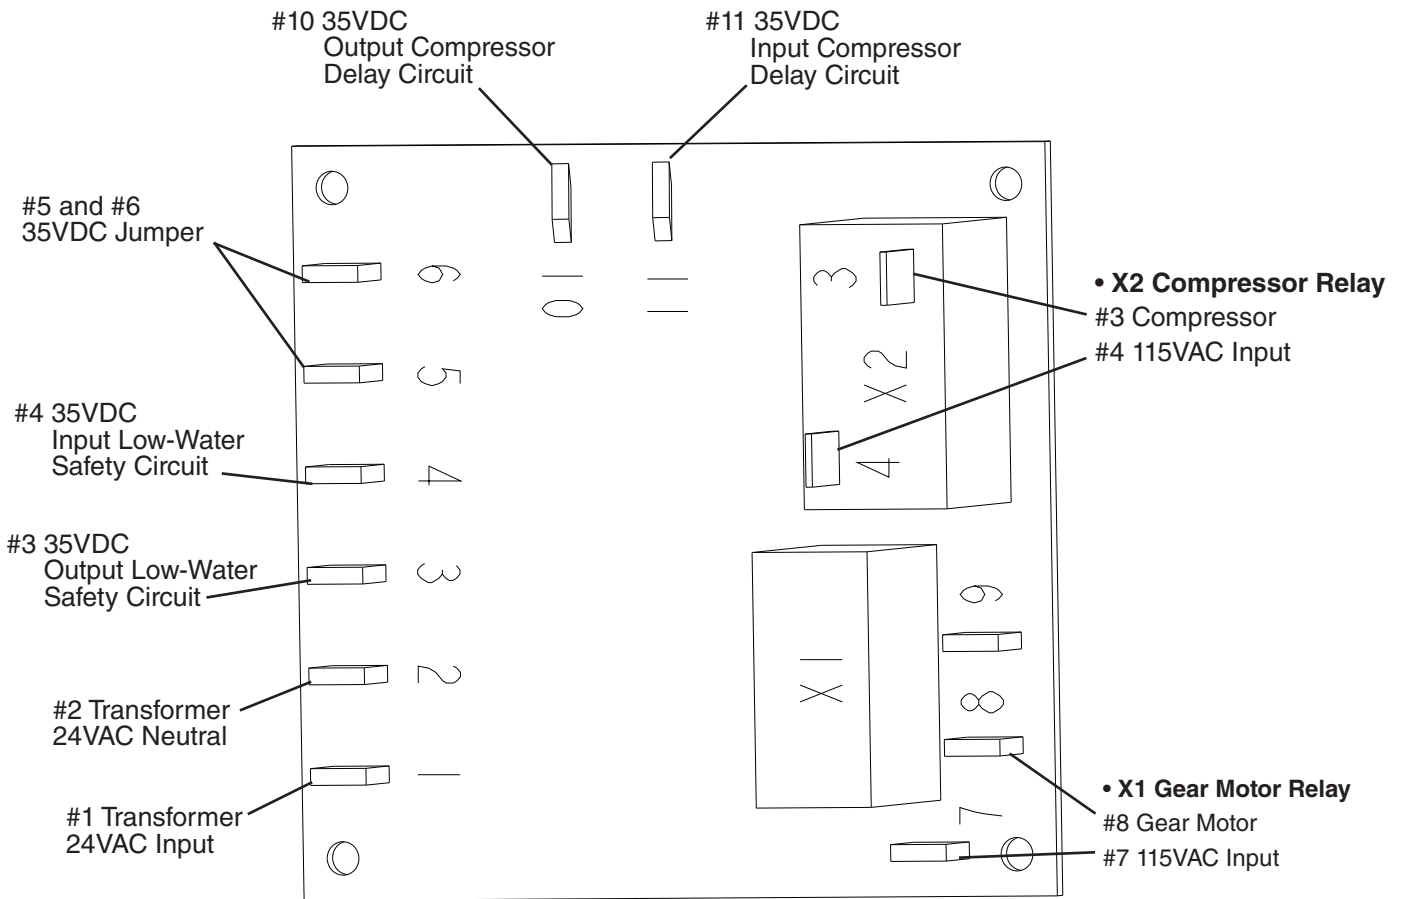 #10 35VDC
Output Compressor
Delay Circuit
#11 35VDC
Input Compressor
Delay Circuit
#5 and #6
35VDC Jumper
#4 35VDC
Input Low-Water
Safety Circuit
#3 35VDC
Output Low-Water
Safety Circuit
#2 Transformer
24VAC Neutral
#1 Transformer
24VAC Input
6
5
4
3
2
1
10
11
3
X2
4
X1
9
8
7
• X2 Compressor Relay
#3 Compressor
#4 115VAC Input
• X1 Gear Motor Relay
#8 Gear Motor
#7 115VAC Input